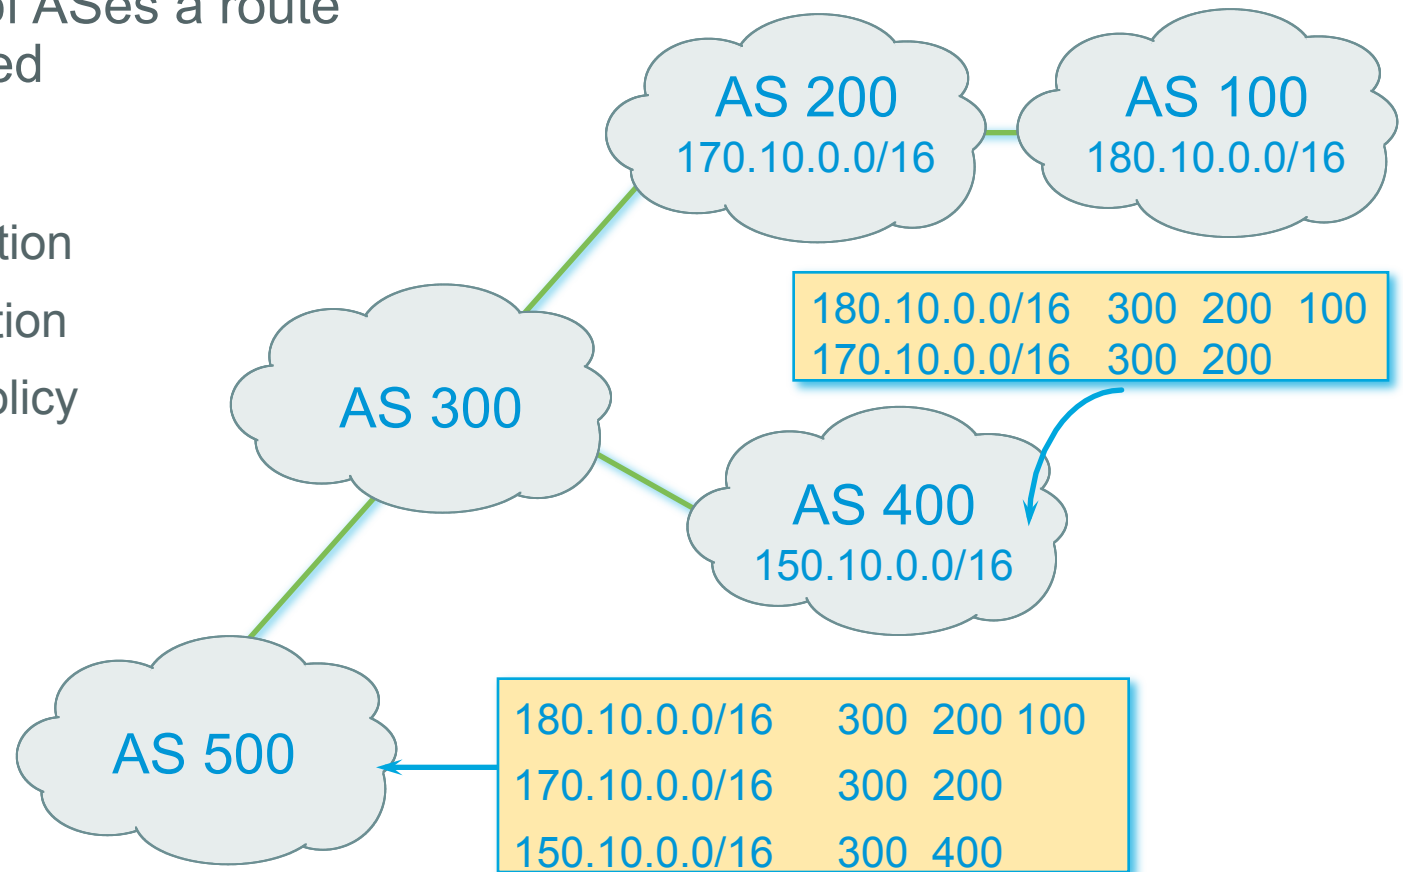 of ASes a route
ed
tion
tion
olicy
AS 200
170.10.0.0/16
AS 100
180.10.0.0/16
180.10.0.0/16 300 200 100
170.10.0.0/16 300 200
AS 300
AS 400
150.10.0.0/16
AS 500
180.10.0.0/16 300 200 100
170.10.0.0/16 300 200
150.10.0.0/16 300 400